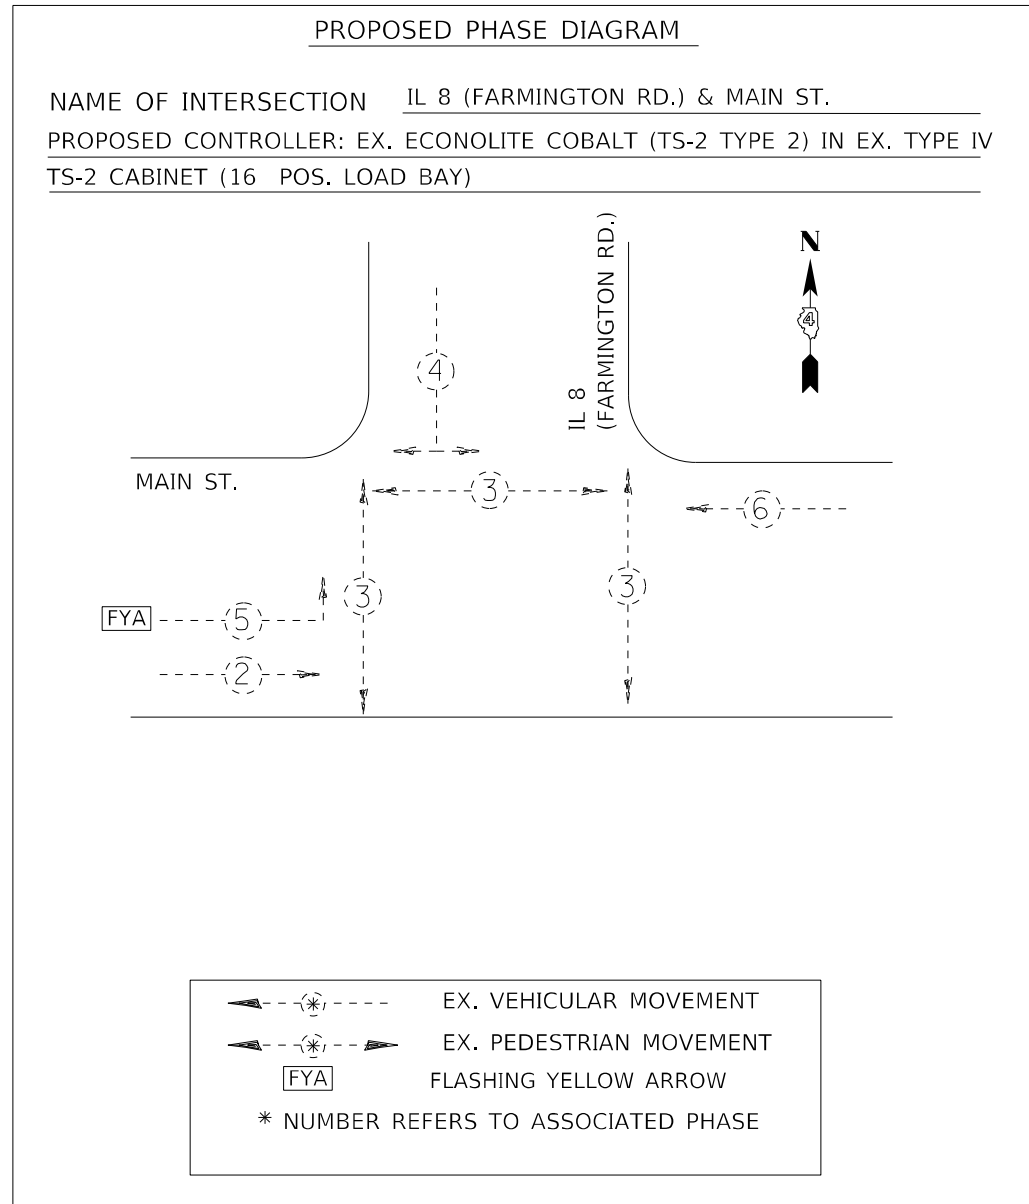 PROPOSED PHASE DIAGRAM
NAME OF INTERSECTION IL 8 (FARMINGTON RD.) & MAIN ST.
PROPOSED CONTROLLER: EX. ECONOLITE COBALT (TS-2 TYPE 2) IN EX. TYPE IV
TS-2 CABINET (16 POS. LOAD BAY)
IL 8
(FARMINGTON RD.)
N
4
4
MAIN ST.
3
6
3
3
FYA 5
2
* EX. VEHICULAR MOVEMENT
* EX. PEDESTRIAN MOVEMENT
FYA FLASHING YELLOW ARROW
* NUMBER REFERS TO ASSOCIATED PHASE